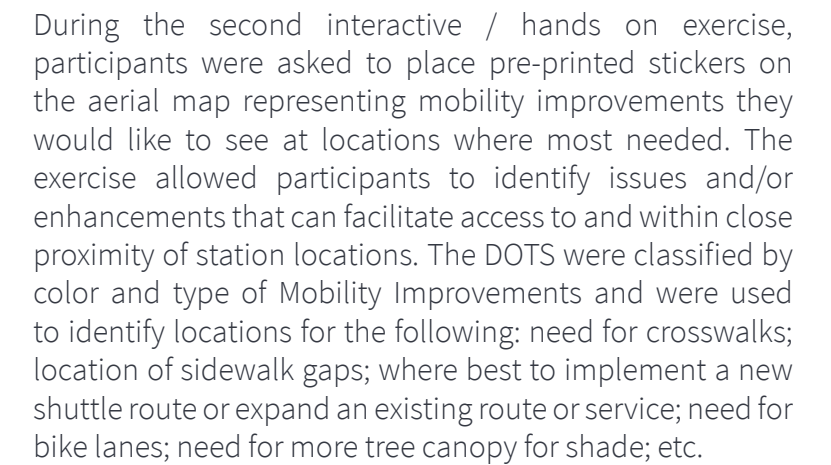 During the second interactive / hands on exercise,
participants were asked to place pre-printed stickers on
the aerial map representing mobility improvements they
would like to see at locations where most needed. The
exercise allowed participants to identify issues and/or
enhancements that can facilitate access to and within close
proximity of station locations. The DOTS were classified by
color and type of Mobility Improvements and were used
to identify locations for the following: need for crosswalks;
location of sidewalk gaps; where best to implement a new
shuttle route or expand an existing route or service; need for
bike lanes; need for more tree canopy for shade; etc.